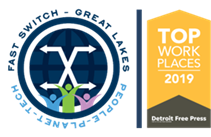 FAST SWITCH - GREAT LAKES
PEOPLE-PLANET-TECH
TOP
WORK
PLACES
2019
Detroit Free Press